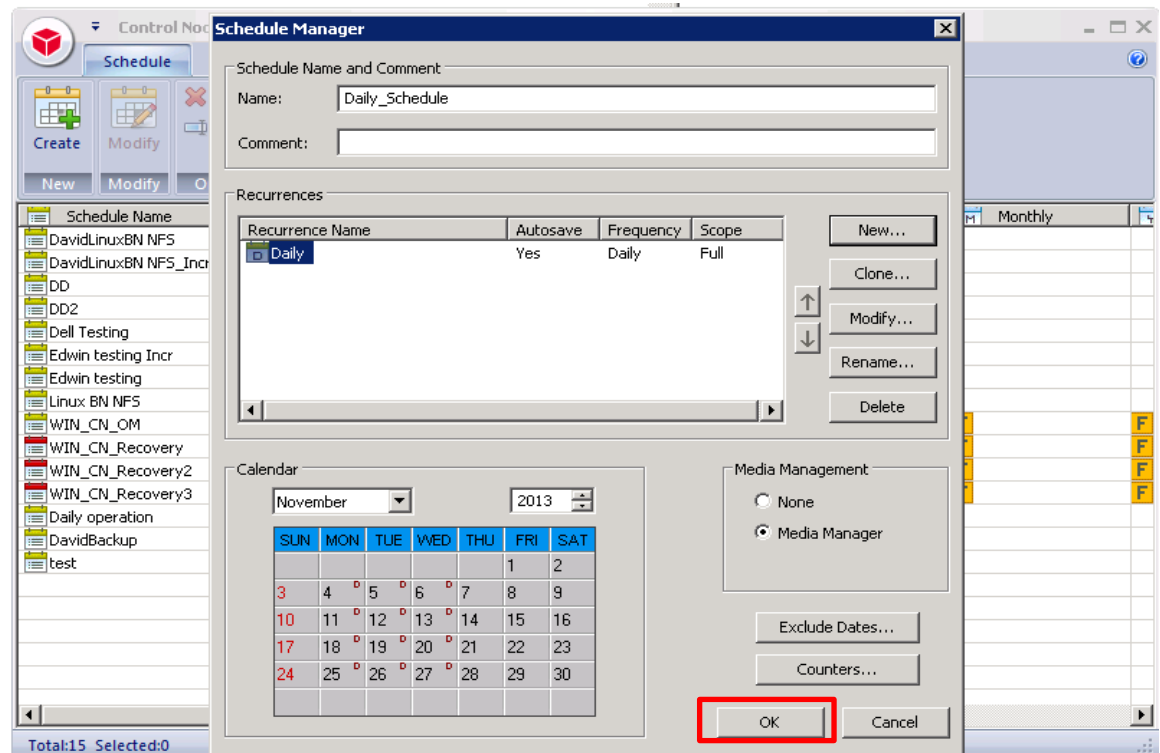 Control Nod
Schedule
Create
Modify
New
Modify
O
Schedule Name
Monthly
DavidLinuxBN NFS
DavidLinuxBN NFS_Incr
DD
DD2
Dell Testing
Edwin testing Incr
Edwin testing
Linux BN NFS
WIN_CN_OM
F
WIN_CN_Recovery
F
WIN_CN_Recovery2
F
WIN_CN_Recovery3
F
Daily operation
DavidBackup
test
Total:15 Selected:0
Schedule Manager
Schedule Name and Comment
Name: Daily_Schedule
Comment:
Recurrences
Recurrence Name Autosave Frequency Scope
Daily Yes Daily Full
New...
Clone...
Modify...
Rename...
Delete
Calendar
November 2013
SUN MON TUE WED THU FRI SAT
1 2
3 4 D 5 D 6 D 7 8 9
10 11 D 12 D 13 D 14 15 16
17 18 D 19 D 20 D 21 22 23
24 25 D 26 D 27 D 28 29 30
Media Management
None
Media Manager
Exclude Dates...
Counters...
OK Cancel